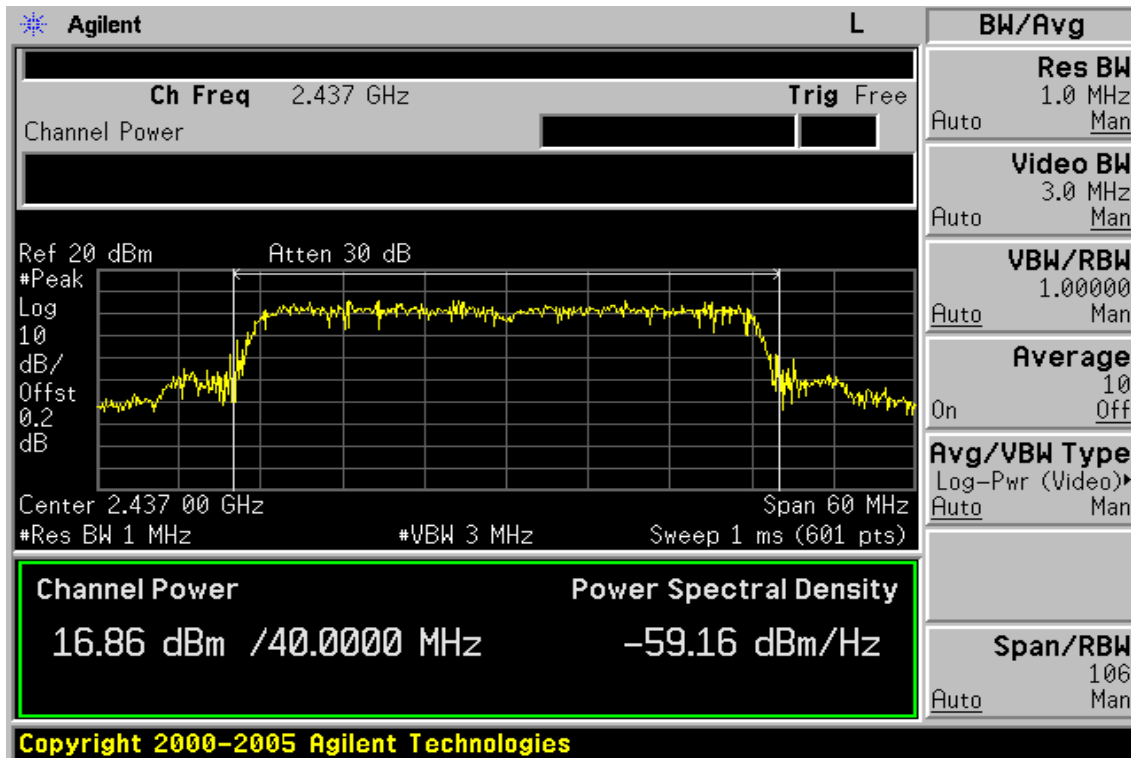 Agilent L
Ch Freq 2.437 GHz Trig Free
Channel Power
Ref 20 dBm Atten 30 dB
#Peak
Log
10
dB/
Offst
0.2
dB
Center 2.437 00 GHz Span 60 MHz
#Res BW 1 MHz #VBW 3 MHz Sweep 1 ms (601 pts)
Channel Power Power Spectral Density
16.86 dBm /40.0000 MHz -59.16 dBm/Hz
Copyright 2000-2005 Agilent Technologies
BW/Avg
Res BW
1.0 MHz
Auto Man
Video BW
3.0 MHz
Auto Man
VBW/RBW
1.00000
Auto Man
Average
10
On Off
Avg/VBW Type
Log-Pwr (Video)▸
Auto Man
Span/RBW
106
Auto Man